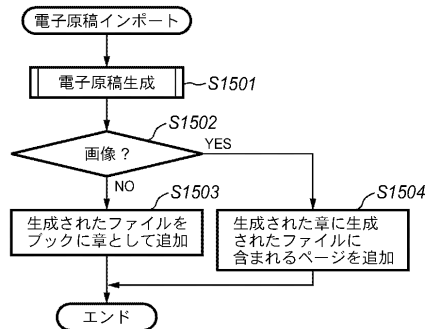 電子原稿インポート
電子原稿生成
S1501
S1502
画像？
YES
NO
S1503
生成されたファイルを
ブックに章として追加
S1504
生成された章に生成
されたファイルに
含まれるページを追加
エンド